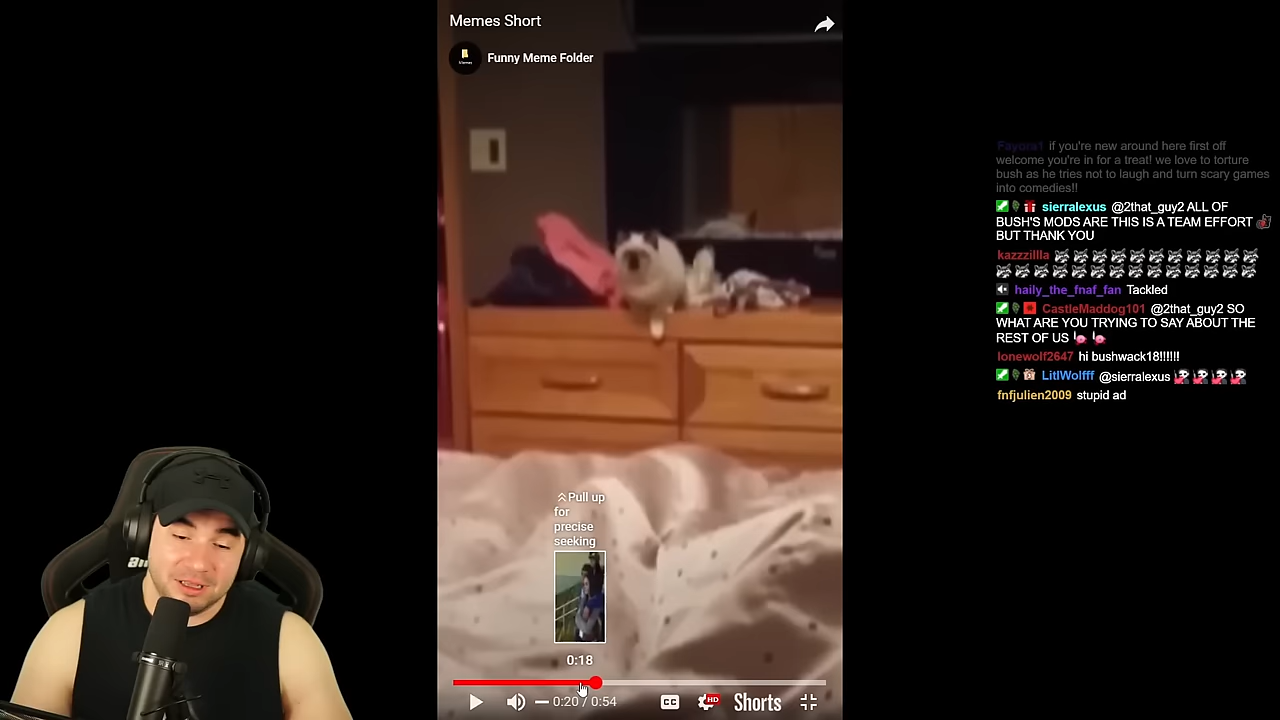 Memes Short
Funny Meme Folder
Fayora1 if you're new around here first off
welcome you're in for a treat! we love to torture
bush as he tries not to laugh and turn scary games
into comedies!!
sierralexus @2that_guy2 ALL OF
BUSH'S MODS ARE THIS IS A TEAM EFFORT
BUT THANK YOU
kazzzillla
haily_the_fnaf_fan Tackled
CastleMaddog101 @2that_guy2 SO
WHAT ARE YOU TRYING TO SAY ABOUT THE
REST OF US
lonewolf2647 hi bushwack18!!!!!!
LitlWolfff @sierralexus
fnfjulien2009 stupid ad
Pull up
for
precise
seeking
0:18
0:20 / 0:54
CC
HD
Shorts